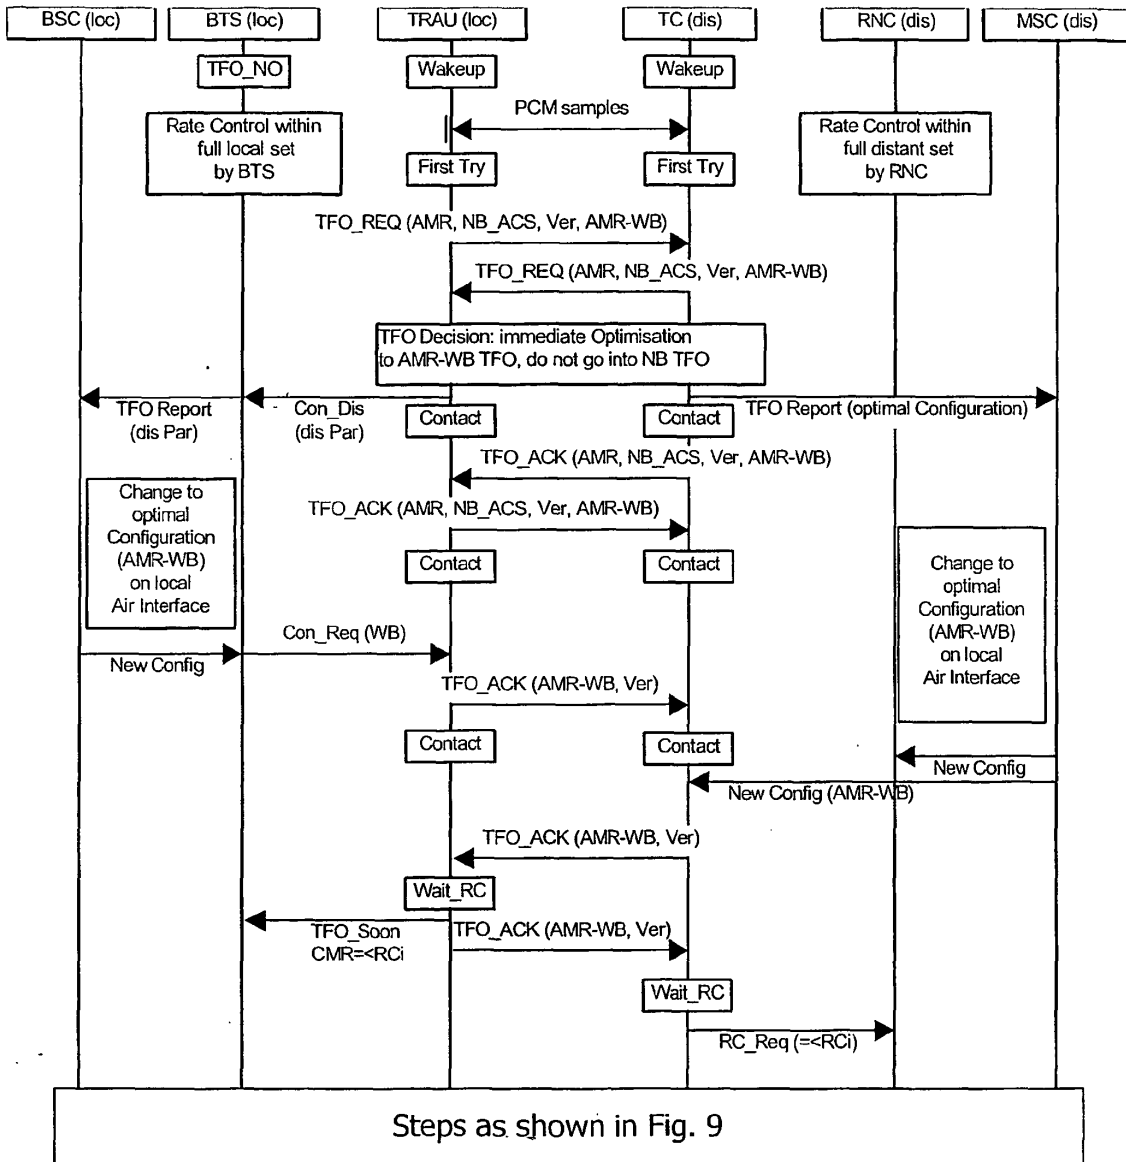 BSC (loc) BTS (loc) TRAU (loc) TC (dis) RNC (dis) MSC (dis)
TFO_NO
Wakeup
Wakeup
PCM samples
Rate Control within
full local set
by BTS
Rate Control within
full distant set
by RNC
First Try
First Try
TFO_REQ (AMR, NB_ACS, Ver, AMR-WB)
TFO_REQ (AMR, NB_ACS, Ver, AMR-WB)
TFO Decision: immediate Optimisation
to AMR-WB TFO, do not go into NB TFO
TFO Report
(dis Par)
Con_Dis
(dis Par)
Contact
Contact
TFO Report (optimal Configuration)
TFO_ACK (AMR, NB_ACS, Ver, AMR-WB)
Change to
optimal
Configuration
(AMR-WB)
on local
Air Interface
TFO_ACK (AMR, NB_ACS, Ver, AMR-WB)
Contact
Contact
Change to
optimal
Configuration
(AMR-WB)
on local
Air Interface
Con_Req (WB)
New Config
TFO_ACK (AMR-WB, Ver)
Contact
Contact
New Config
New Config (AMR-WB)
TFO_ACK (AMR-WB, Ver)
Wait_RC
TFO_Soon
CMR=<RCi
TFO_ACK (AMR-WB, Ver)
Wait_RC
RC_Req (=<RCi)
Steps as shown in Fig. 9